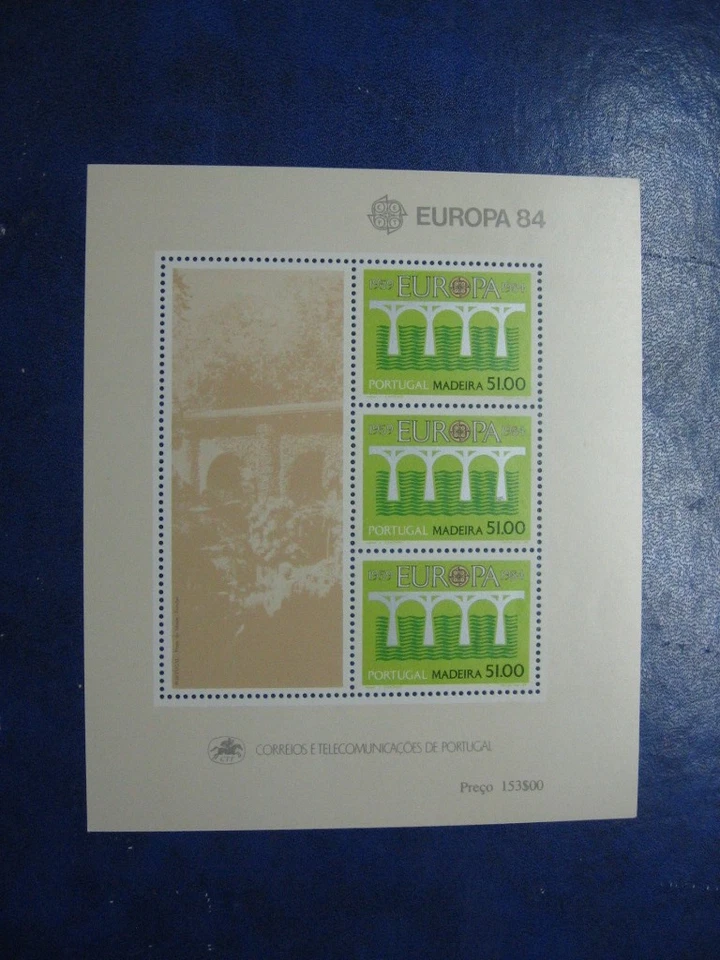 EUROPA 84
1959 EUROPA 1984
PORTUGAL MADEIRA 51.00
1959 EUROPA 1984
PORTUGAL MADEIRA 51.00
1959 EUROPA 1984
PORTUGAL MADEIRA 51.00
CTT
CORREIOS E TELECOMUNICAÇÕES DE PORTUGAL
Preço 153$00